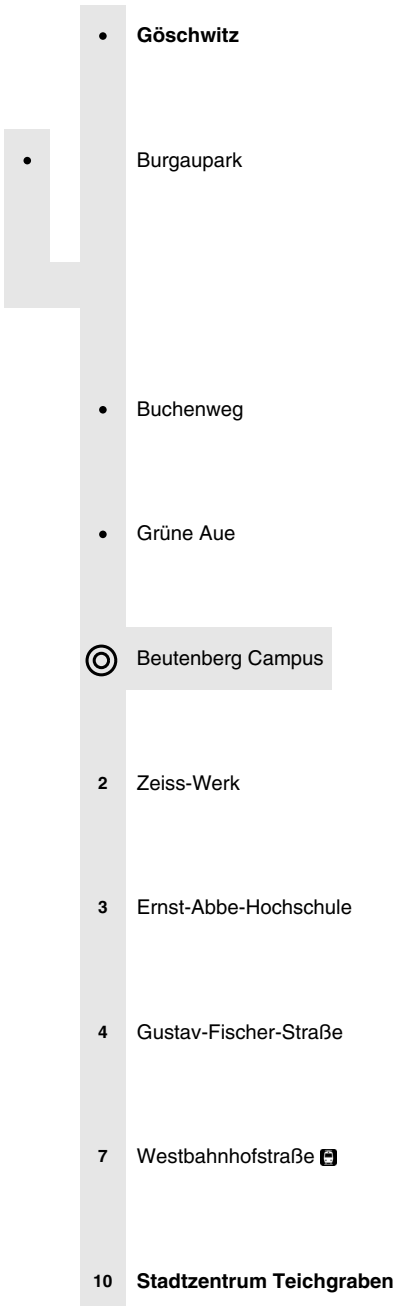 Göschwitz
Burgaupark
Buchenweg
Grüne Aue
Beutenberg Campus
2 Zeiss-Werk
3 Ernst-Abbe-Hochschule
4 Gustav-Fischer-Straße
7 Westbahnhofstraße
10 Stadtzentrum Teichgraben